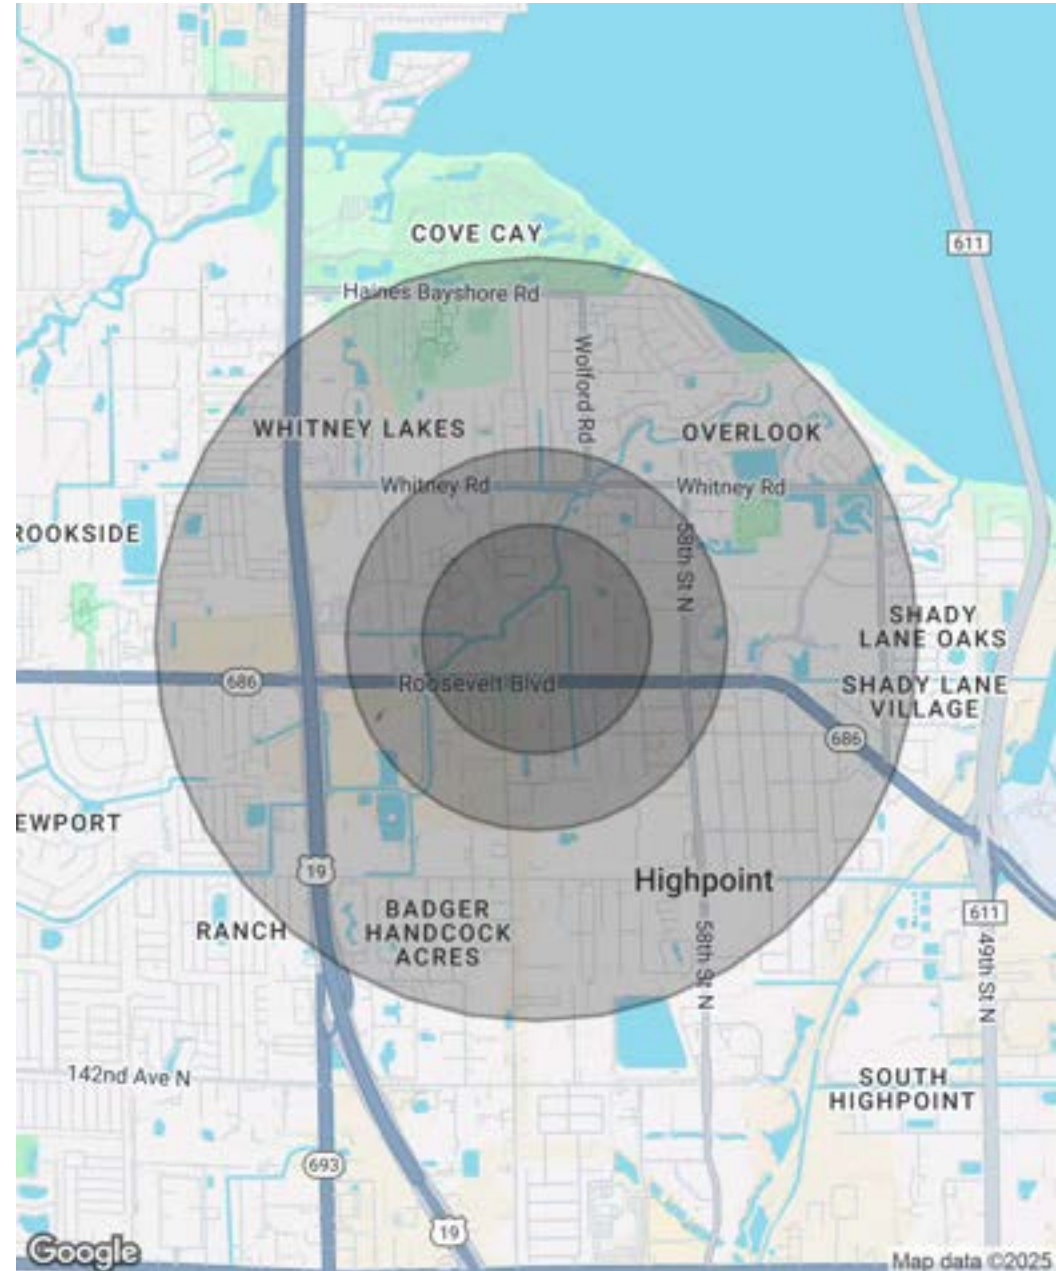 COVE CAY
611
Haines Bayshore Rd
Wolford Rd
WHITNEY LAKES
OVERLOOK
Whitney Rd
Whitney Rd
ROOKSIDE
58th St N
SHADY
LANE OAKS
686
Roosevelt Blvd
SHADY LANE
VILLAGE
686
EWPORT
19
Highpoint
BADGER
HANDCOCK
ACRES
RANCH
611
58th St N
49th St N
142nd Ave N
SOUTH
HIGHPOINT
693
19
Google
Map data ©2025